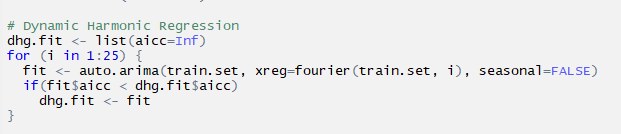 # Dynamic Harmonic Regression
dhg.fit <- list(aicc=Inf)
for (i in 1:25) {
  fit <- auto.arima(train.set, xreg=fourier(train.set, i), seasonal=FALSE)
  if(fit$aicc < dhg.fit$aicc)
    dhg.fit <- fit
}